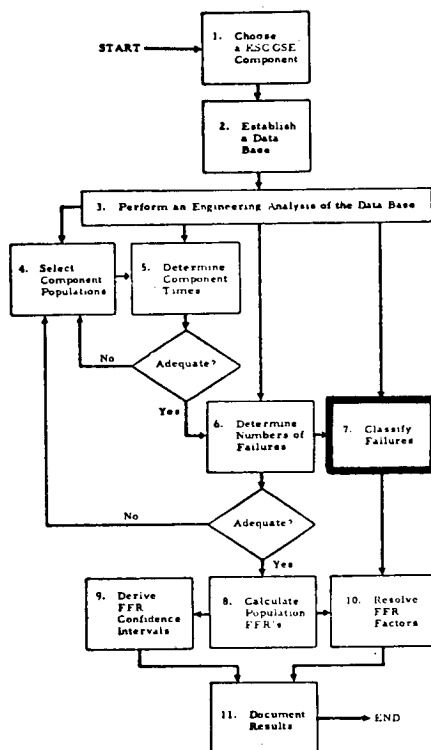 START
1. Choose
a KSC GSE
Component
2. Establish
a Data
Base
3. Perform an Engineering Analysis of the Data Base
4. Select
Component
Populations
5. Determine
Component
Times
No
Adequate?
Yes
6. Determine
Numbers of
Failures
7. Classify
Failures
No
Adequate?
Yes
9. Derive
FFR
Confidence
Intervals
8. Calculate
Population
FFR's
10. Resolve
FFR
Factors
11. Document
Results
END